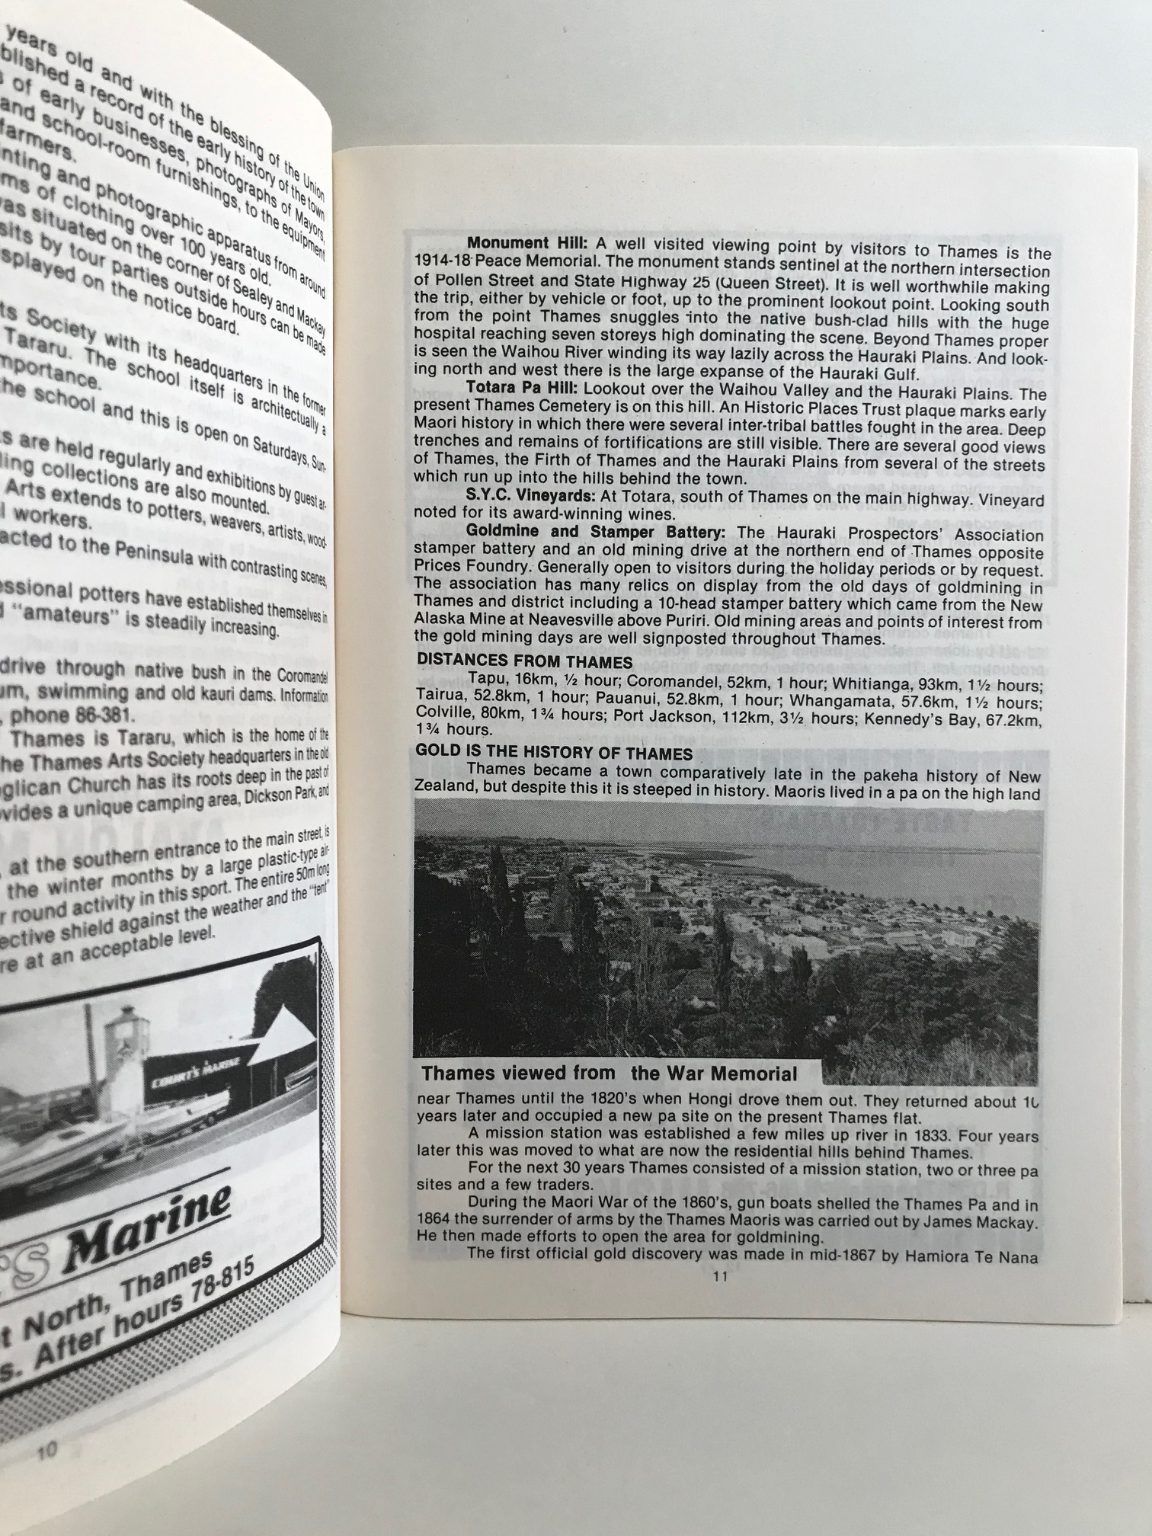 years old and with the blessing of the Union
blished a record of the early history of the town
of early businesses, photographs of Mayors,
and school-room furnishings, to the equipment
farmers.
nting and photographic apparatus from around
ms of clothing over 100 years old.
was situated on the corner of Sealey and Mackay
sits by tour parties outside hours can be made
splayed on the notice board.
ts Society with its headquarters in the former
Tararu. The school itself is architecturally a
mportance.
the school and this is open on Saturdays, Sun-
s are held regularly and exhibitions by guest ar-
ling collections are also mounted.
Arts extends to potters, weavers, artists, wood-
l workers.
acted to the Peninsula with contrasting scenes,
essional potters have established themselves in
d "amateurs" is steadily increasing.
drive through native bush in the Coromandel
um, swimming and old kauri dams. Information
, phone 86-381.
Thames is Tararu, which is the home of the
he Thames Arts Society headquarters in the old
nglican Church has its roots deep in the past of
vides a unique camping area, Dickson Park, and
, at the southern entrance to the main street, is
the winter months by a large plastic-type air-
r round activity in this sport. The entire 50m long
ective shield against the weather and the "tent"
re at an acceptable level.
COURT'S MARINE
's Marine
t North, Thames
s. After hours 78-815
10
Monument Hill: A well visited viewing point by visitors to Thames is the
1914-18 Peace Memorial. The monument stands sentinel at the northern intersection
of Pollen Street and State Highway 25 (Queen Street). It is well worthwhile making
the trip, either by vehicle or foot, up to the prominent lookout point. Looking south
from the point Thames snuggles into the native bush-clad hills with the huge
hospital reaching seven storeys high dominating the scene. Beyond Thames proper
is seen the Waihou River winding its way lazily across the Hauraki Plains. And look-
ing north and west there is the large expanse of the Hauraki Gulf.
Totara Pa Hill: Lookout over the Waihou Valley and the Hauraki Plains. The
present Thames Cemetery is on this hill. An Historic Places Trust plaque marks early
Maori history in which there were several inter-tribal battles fought in the area. Deep
trenches and remains of fortifications are still visible. There are several good views
of Thames, the Firth of Thames and the Hauraki Plains from several of the streets
which run up into the hills behind the town.
S.Y.C. Vineyards: At Totara, south of Thames on the main highway. Vineyard
noted for its award-winning wines.
Goldmine and Stamper Battery: The Hauraki Prospectors' Association
stamper battery and an old mining drive at the northern end of Thames opposite
Prices Foundry. Generally open to visitors during the holiday periods or by request.
The association has many relics on display from the old days of goldmining in
Thames and district including a 10-head stamper battery which came from the New
Alaska Mine at Neavesville above Puriri. Old mining areas and points of interest from
the gold mining days are well signposted throughout Thames.
DISTANCES FROM THAMES
Tapu, 16km, ½ hour; Coromandel, 52km, 1 hour; Whitianga, 93km, 1½ hours;
Tairua, 52.8km, 1 hour; Pauanui, 52.8km, 1 hour; Whangamata, 57.6km, 1½ hours;
Colville, 80km, 1¾ hours; Port Jackson, 112km, 3½ hours; Kennedy's Bay, 67.2km,
1¾ hours.
GOLD IS THE HISTORY OF THAMES
Thames became a town comparatively late in the pakeha history of New
Zealand, but despite this it is steeped in history. Maoris lived in a pa on the high land
Thames viewed from the War Memorial
near Thames until the 1820's when Hongi drove them out. They returned about 10
years later and occupied a new pa site on the present Thames flat.
A mission station was established a few miles up river in 1833. Four years
later this was moved to what are now the residential hills behind Thames.
For the next 30 years Thames consisted of a mission station, two or three pa
sites and a few traders.
During the Maori War of the 1860's, gun boats shelled the Thames Pa and in
1864 the surrender of arms by the Thames Maoris was carried out by James Mackay.
He then made efforts to open the area for goldmining.
The first official gold discovery was made in mid-1867 by Hamiora Te Nana
11